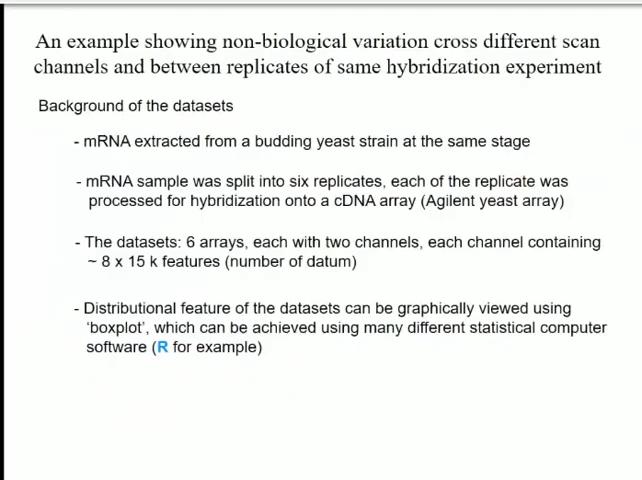 An example showing non-biological variation cross different scan
channels and between replicates of same hybridization experiment
Background of the datasets
- mRNA extracted from a budding yeast strain at the same stage
- mRNA sample was split into six replicates, each of the replicate was
processed for hybridization onto a cDNA array (Agilent yeast array)
- The datasets: 6 arrays, each with two channels, each channel containing
~ 8 x 15 k features (number of datum)
- Distributional feature of the datasets can be graphically viewed using
‘boxplot’, which can be achieved using many different statistical computer
software (R for example)